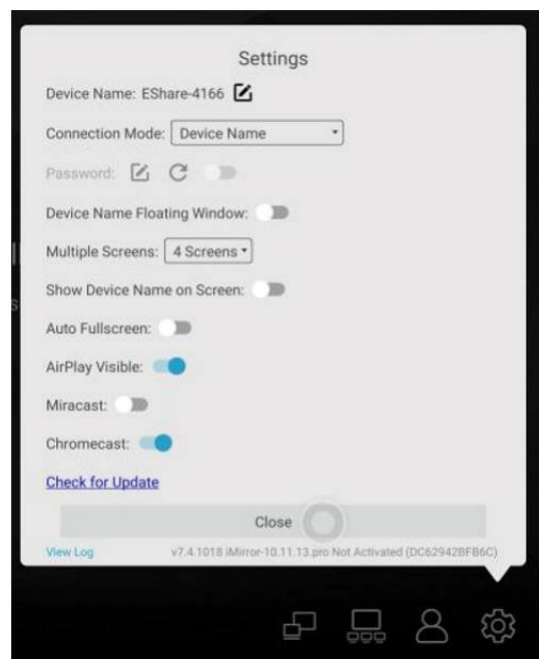 Settings
Device Name: EShare-4166
Connection Mode: Device Name
Password:
Device Name Floating Window:
Multiple Screens: 4 Screens
Show Device Name on Screen:
Auto Fullscreen:
AirPlay Visible:
Miracast:
Chromecast:
Check for Update
Close
View Log v7.4.1018 iMirror-10.11.13.pro Not Activated (DC62942BFB6C)